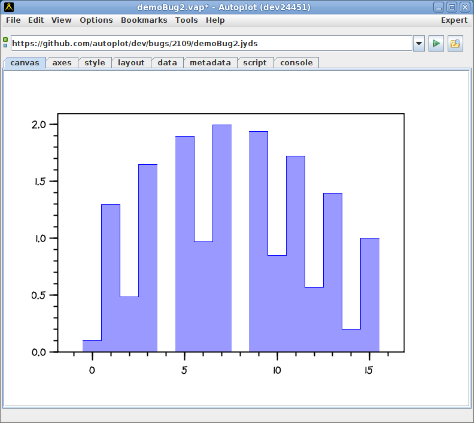 demoBug2.vap* - Autoplot (dev24451)
File Edit View Options Bookmarks Tools Help Expert
https://github.com/autoplot/dev/bugs/2109/demoBug2.jyds
canvas axes style layout data metadata script console
2.0
1.5
1.0
0.5
0.0
0 5 10 15